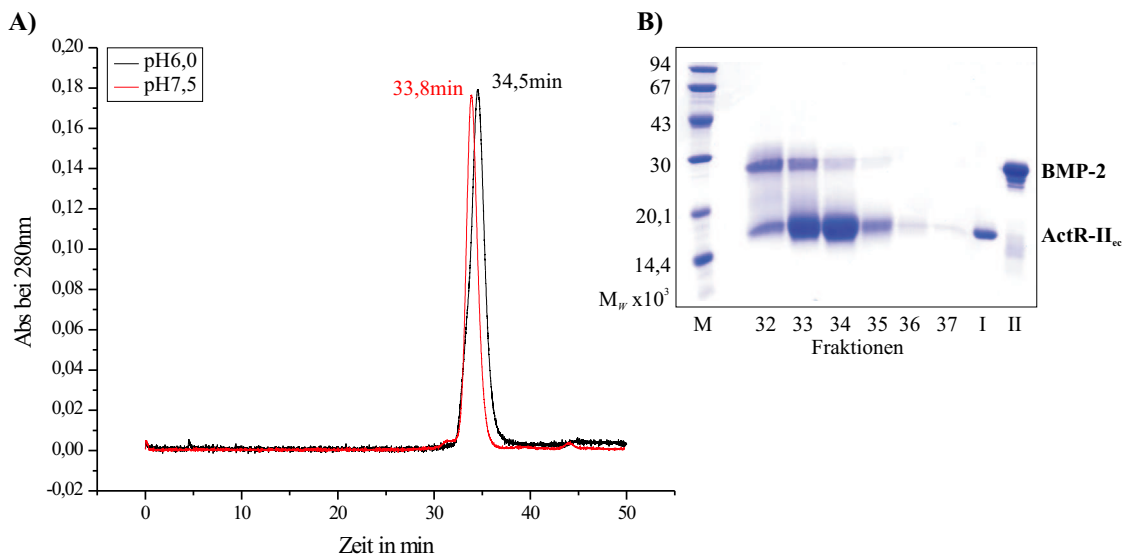 A)
pH6,0
pH7,5
33,8min
34,5min
0,20
0,18
0,16
0,14
0,12
0,10
0,08
0,06
0,04
0,02
0,00
-0,02
Abs bei 280nm
0 10 20 30 40 50
Zeit in min
B)
94
67
43
30
20,1
14,4
M_W x10³
BMP-2
ActR-II_ec
M 32 33 34 35 36 37 I II
Fraktionen